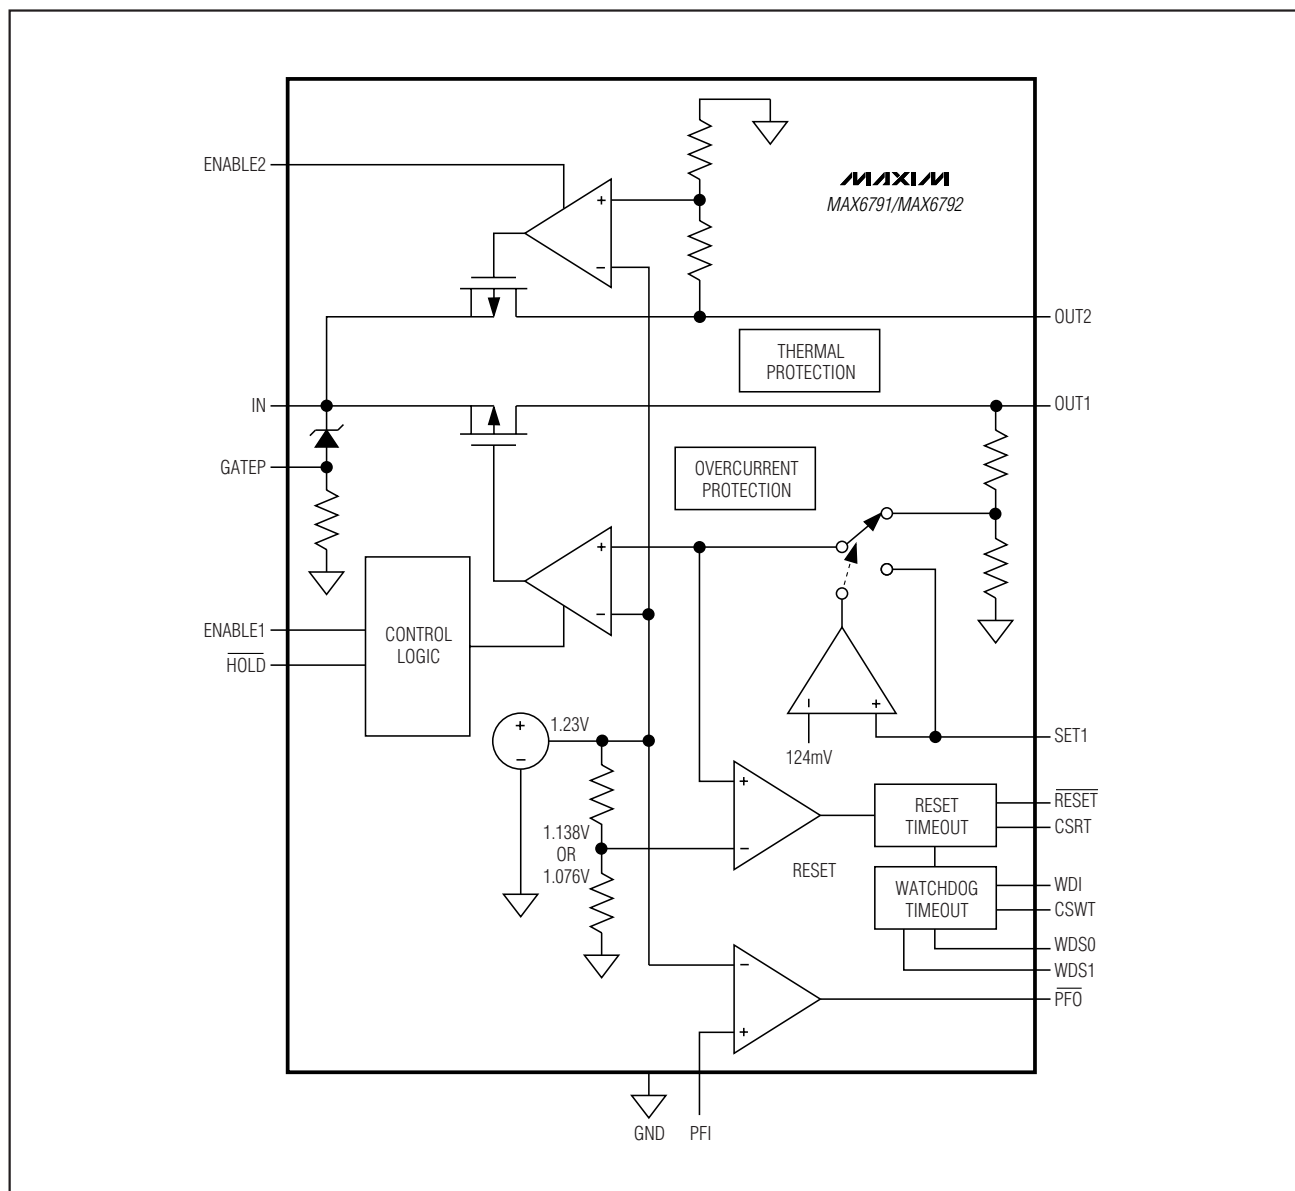 MAXIM
ENABLE2
MAX6791/MAX6792
+
−
OUT2
THERMAL
PROTECTION
IN
OUT1
GATEP
OVERCURRENT
PROTECTION
+
−
ENABLE1
HOLD
CONTROL
LOGIC
+
−
1.23V
−
+
124mV
SET1
+
−
RESET
RESET
TIMEOUT
RESET
CSRT
1.138V
OR
1.076V
WATCHDOG
TIMEOUT
WDI
CSWT
WDS0
WDS1
−
+
PFO
GND
PFI